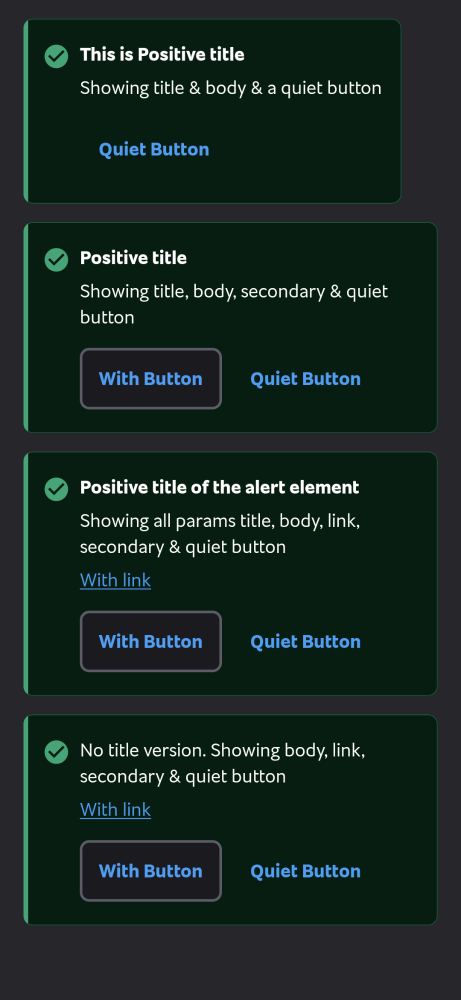 This is Positive title
Showing title & body & a quiet button
Quiet Button
Positive title
Showing title, body, secondary & quiet
button
With Button
Quiet Button
Positive title of the alert element
Showing all params title, body, link,
secondary & quiet button
With link
With Button
Quiet Button
No title version. Showing body, link,
secondary & quiet button
With link
With Button
Quiet Button